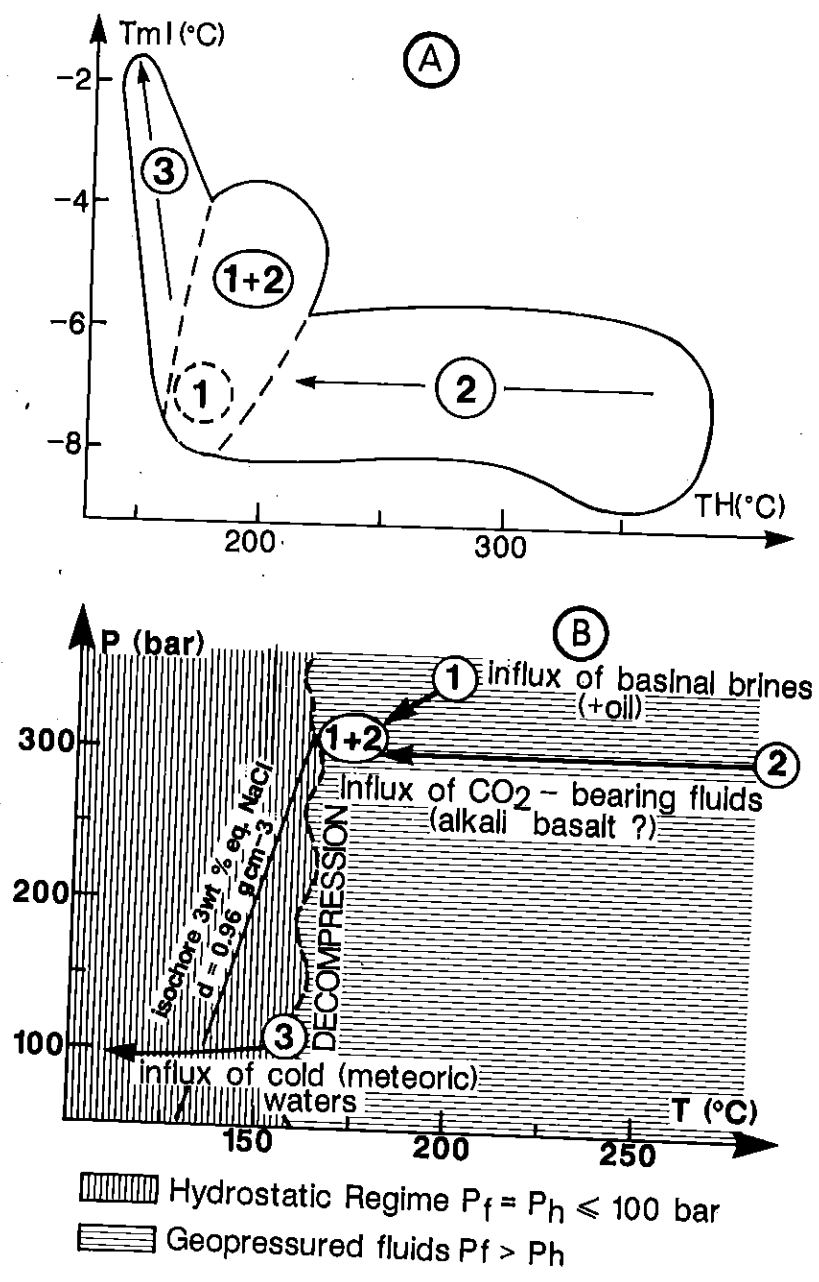 TmI (°C)
A
-2
3
-4
1+2
-6
1
2
-8
TH(°C)
200
300
B
P (bar)
1
influx of basinal brines
(+oil)
300
1+2
2
Influx of CO2 - bearing fluids
(alkali basalt ?)
isochore 3wt % eq. NaCl
d = 0.96 g cm-3
200
DECOMPRESSION
100
3
influx of cold (meteoric)
waters
T (°C)
150
200
250
Hydrostatic Regime Pf = Ph ⩽ 100 bar
Geopressured fluids Pf > Ph